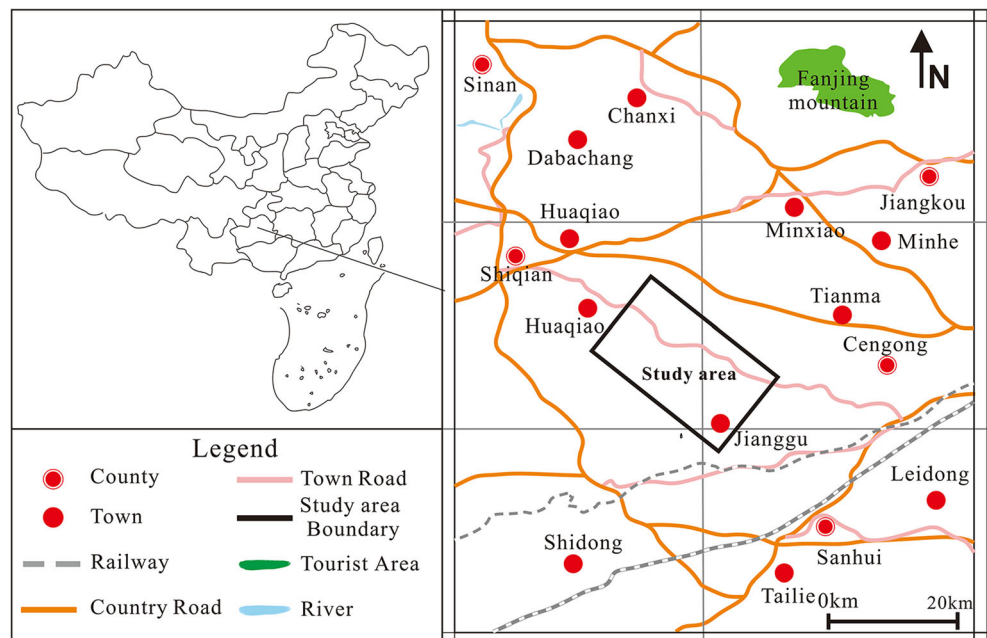 Sinan
Chanxi
Dabachang
Fanjing
mountain
N
Huaqiao
Minxiao
Jiangkou
Minhe
Shiqian
Huaqiao
Tianma
Cengong
Study area
Jianggu
Leidong
Shidong
Sanhui
Tailie
0km
20km
Legend
County
Town
Railway
Country Road
Town Road
Study area
Boundary
Tourist Area
River